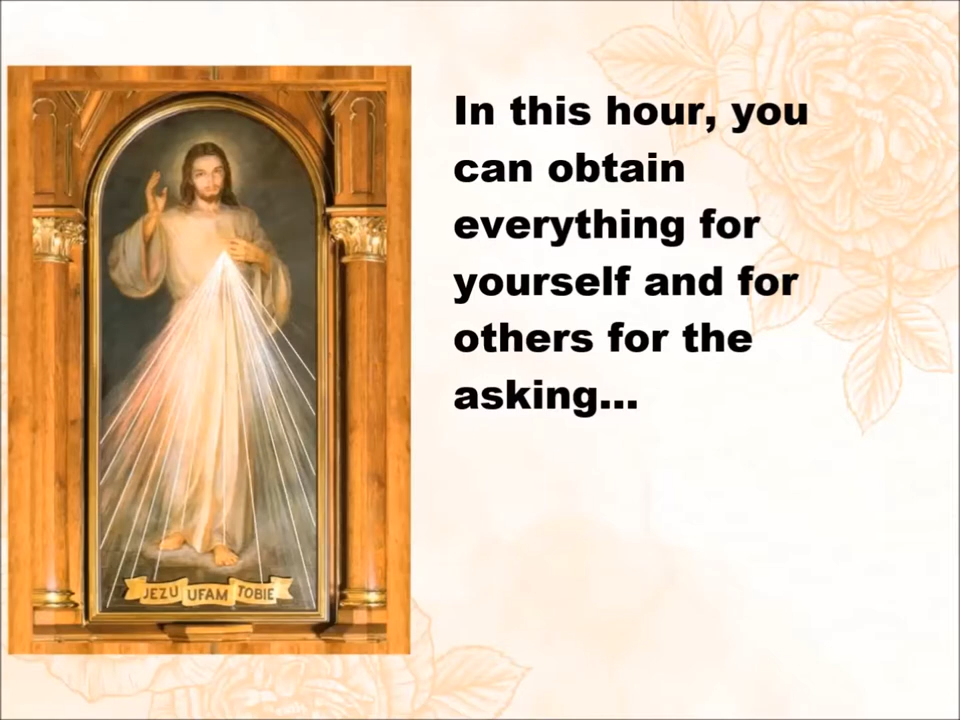 In this hour, you
can obtain
everything for
yourself and for
others for the
asking...
JEZU UFAM TOBIE